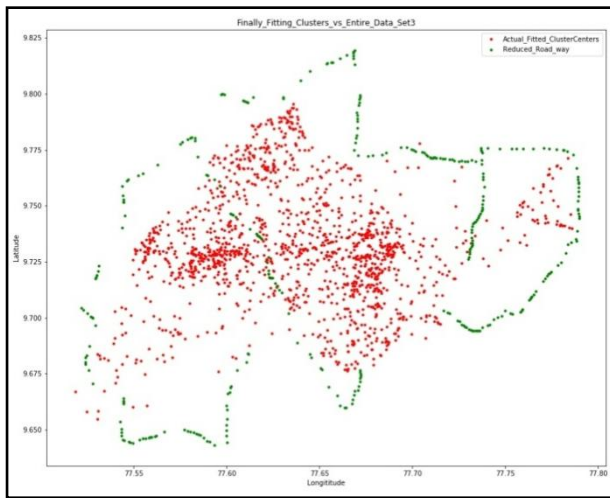 Finally_Fitting_Clusters_vs_Entire_Data_Set3
Actual_Fitted_ClusterCenters
Reduced_Road_way
9.825
9.800
9.775
9.750
9.725
9.700
9.675
9.650
Latitude
77.55
77.60
77.65
77.70
77.75
77.80
Longititude